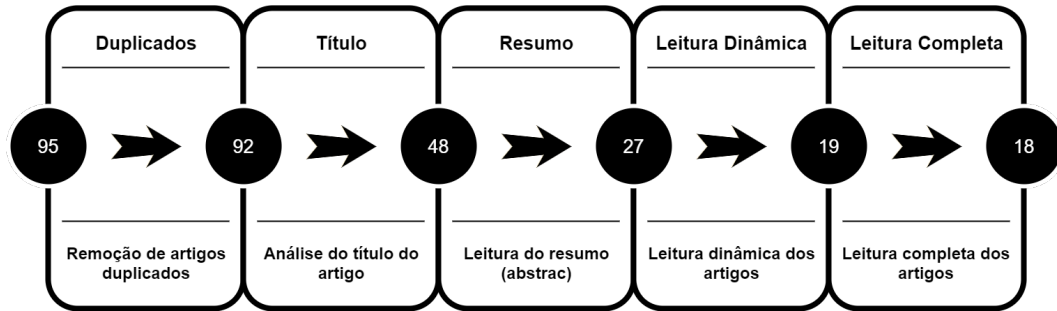 Duplicados
Título
Resumo
Leitura Dinâmica
Leitura Completa
95
92
48
27
19
18
Remoção de artigos
duplicados
Análise do título do
artigo
Leitura do resumo
(abstrac)
Leitura dinâmica dos
artigos
Leitura completa dos
artigos